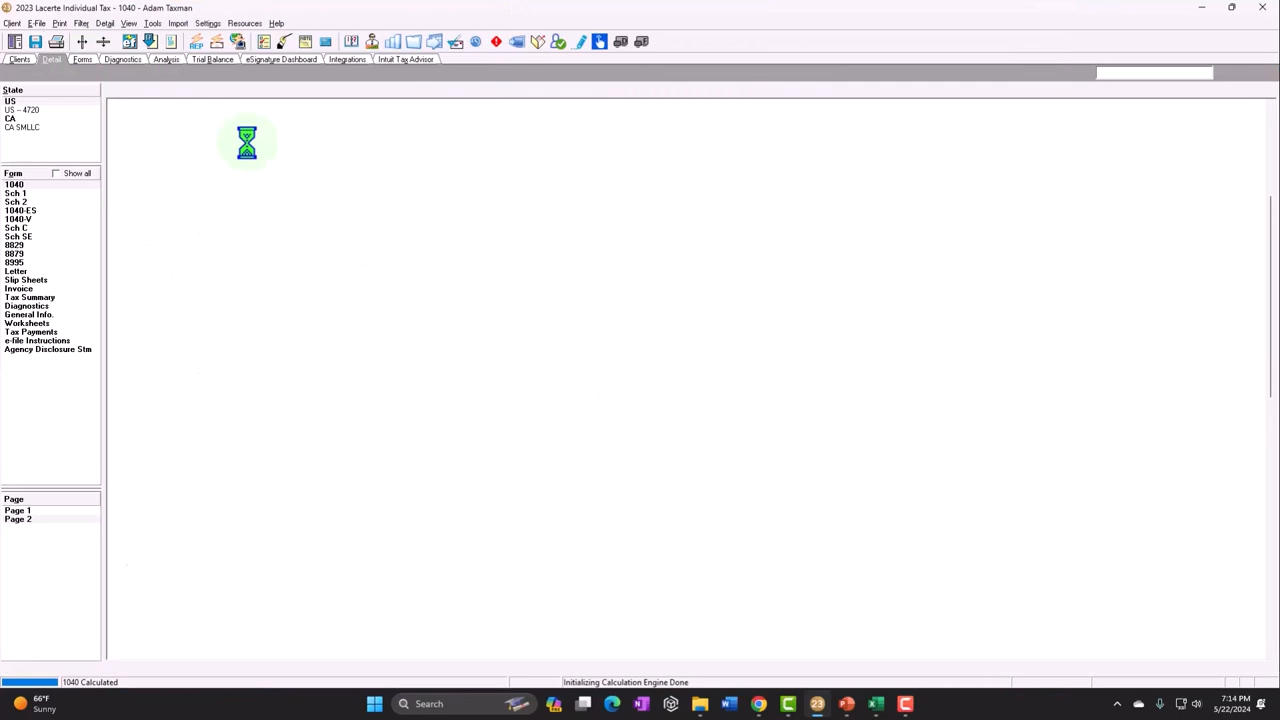 2023 Lacerte Individual Tax - 1040 - Adam Taxman
Client E-File Print Filter Detail View Tools Import Settings Resources Help
Clients Detail Forms Diagnostics Analysis Trial Balance eSignature Dashboard Integrations Intuit Tax Advisor
State
US
US -- 4720
CA
CA SMLLC
Form Show all
1040
Sch 1
Sch 2
1040-ES
1040-V
Sch C
Sch SE
8829
8879
8995
Letter
Slip Sheets
Invoice
Tax Summary
Diagnostics
General Info.
Worksheets
Tax Payments
e-file Instructions
Agency Disclosure Stm
Page
Page 1
Page 2
1040 Calculated Initializing Calculation Engine Done
66°F
Sunny
Search
23
7:14 PM
5/22/2024